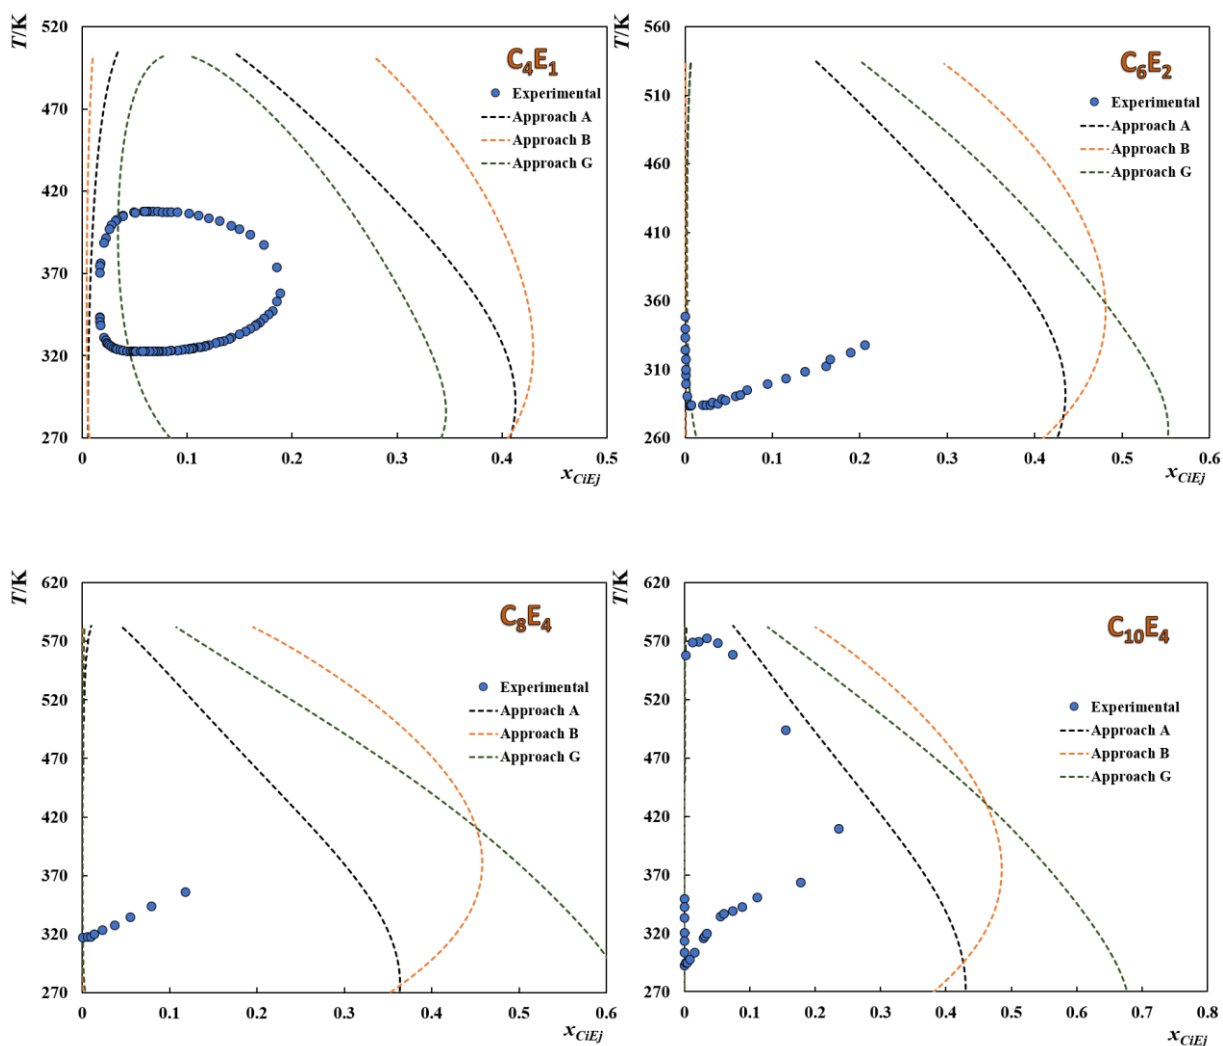 T/K
520
470
420
370
320
270
0
0.1
0.2
0.3
0.4
0.5
x_CiEj
C4E1
Experimental
Approach A
Approach B
Approach G
T/K
560
510
460
410
360
310
260
0
0.1
0.2
0.3
0.4
0.5
0.6
x_CiEj
C6E2
Experimental
Approach A
Approach B
Approach G
T/K
620
570
520
470
420
370
320
270
0
0.1
0.2
0.3
0.4
0.5
0.6
x_CiEj
C8E4
Experimental
Approach A
Approach B
Approach G
T/K
620
570
520
470
420
370
320
270
0
0.1
0.2
0.3
0.4
0.5
0.6
0.7
0.8
x_CiEj
C10E4
Experimental
Approach A
Approach B
Approach G